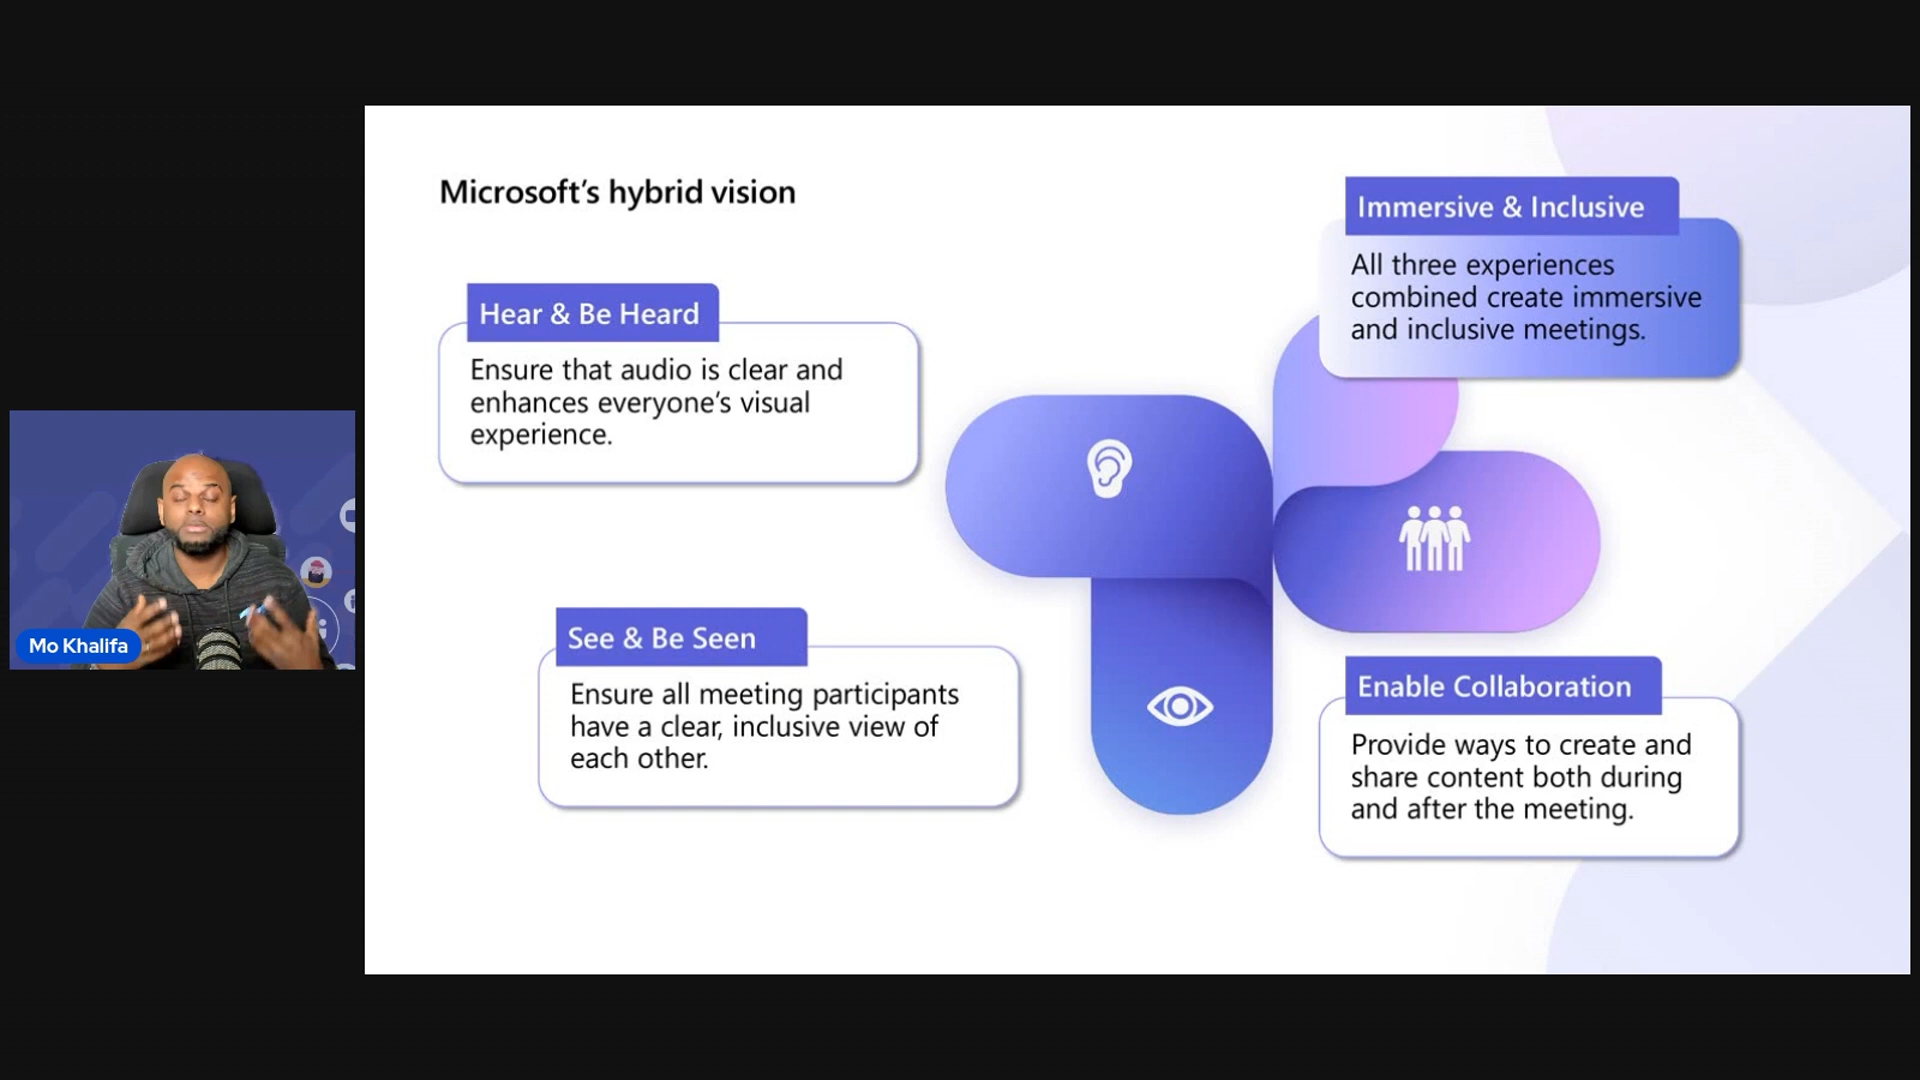 Microsoft's hybrid vision
Hear & Be Heard
Ensure that audio is clear and
enhances everyone's visual
experience.
See & Be Seen
Ensure all meeting participants
have a clear, inclusive view of
each other.
Immersive & Inclusive
All three experiences
combined create immersive
and inclusive meetings.
Enable Collaboration
Provide ways to create and
share content both during
and after the meeting.
Mo Khalifa